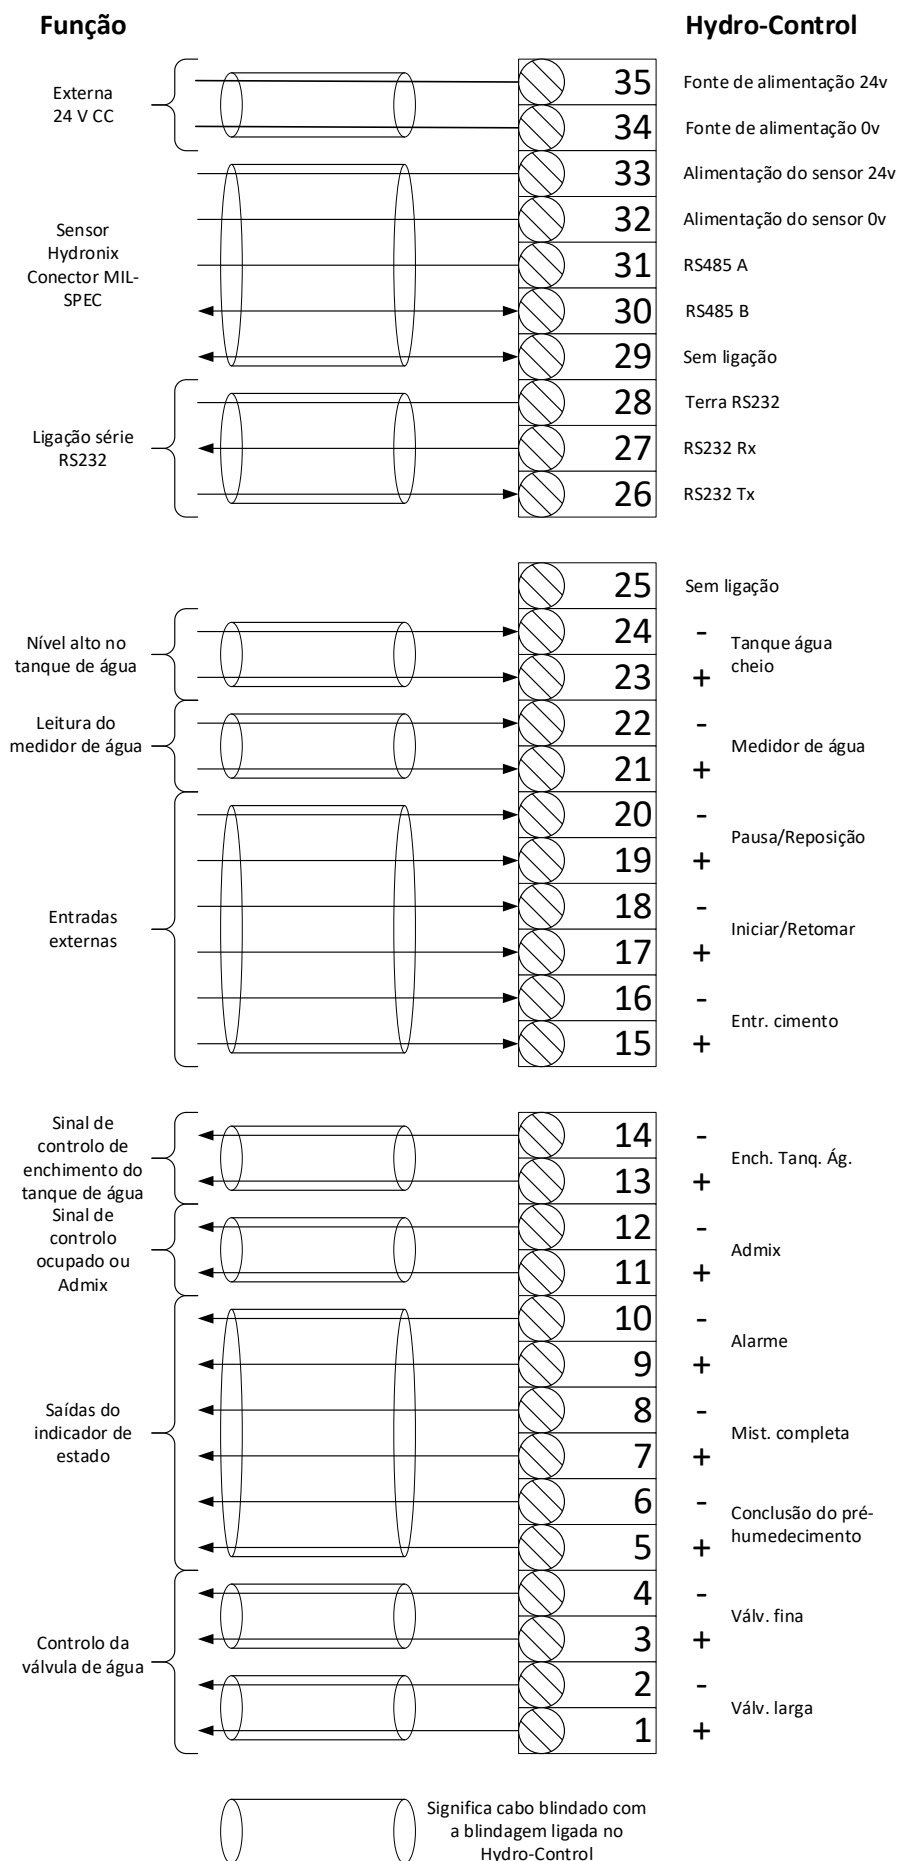 Função
Hydro-Control
Externa
24 V CC
35
Fonte de alimentação 24v
34
Fonte de alimentação 0v
Sensor
Hydronix
Conector MIL-
SPEC
33
Alimentação do sensor 24v
32
Alimentação do sensor 0v
31
RS485 A
30
RS485 B
29
Sem ligação
Ligação série
RS232
28
Terra RS232
27
RS232 Rx
26
RS232 Tx
25
Sem ligação
Nível alto no
tanque de água
24 -
23 +
Tanque água
cheio
Leitura do
medidor de água
22 -
21 +
Medidor de água
Entradas
externas
20 -
19 +
Pausa/Reposição
18 -
17 +
Iniciar/Retomar
16 -
15 +
Entr. cimento
Sinal de
controlo de
enchimento do
tanque de água
14 -
13 +
Ench. Tanq. Ág.
Sinal de
controlo
ocupado ou
Admix
12 -
11 +
Admix
Saídas do
indicador de
estado
10 -
9 +
Alarme
8 -
7 +
Mist. completa
6 -
5 +
Conclusão do pré-
humedecimento
Controlo da
válvula de água
4 -
3 +
Válv. fina
2 -
1 +
Válv. larga
Significa cabo blindado com
a blindagem ligada no
Hydro-Control